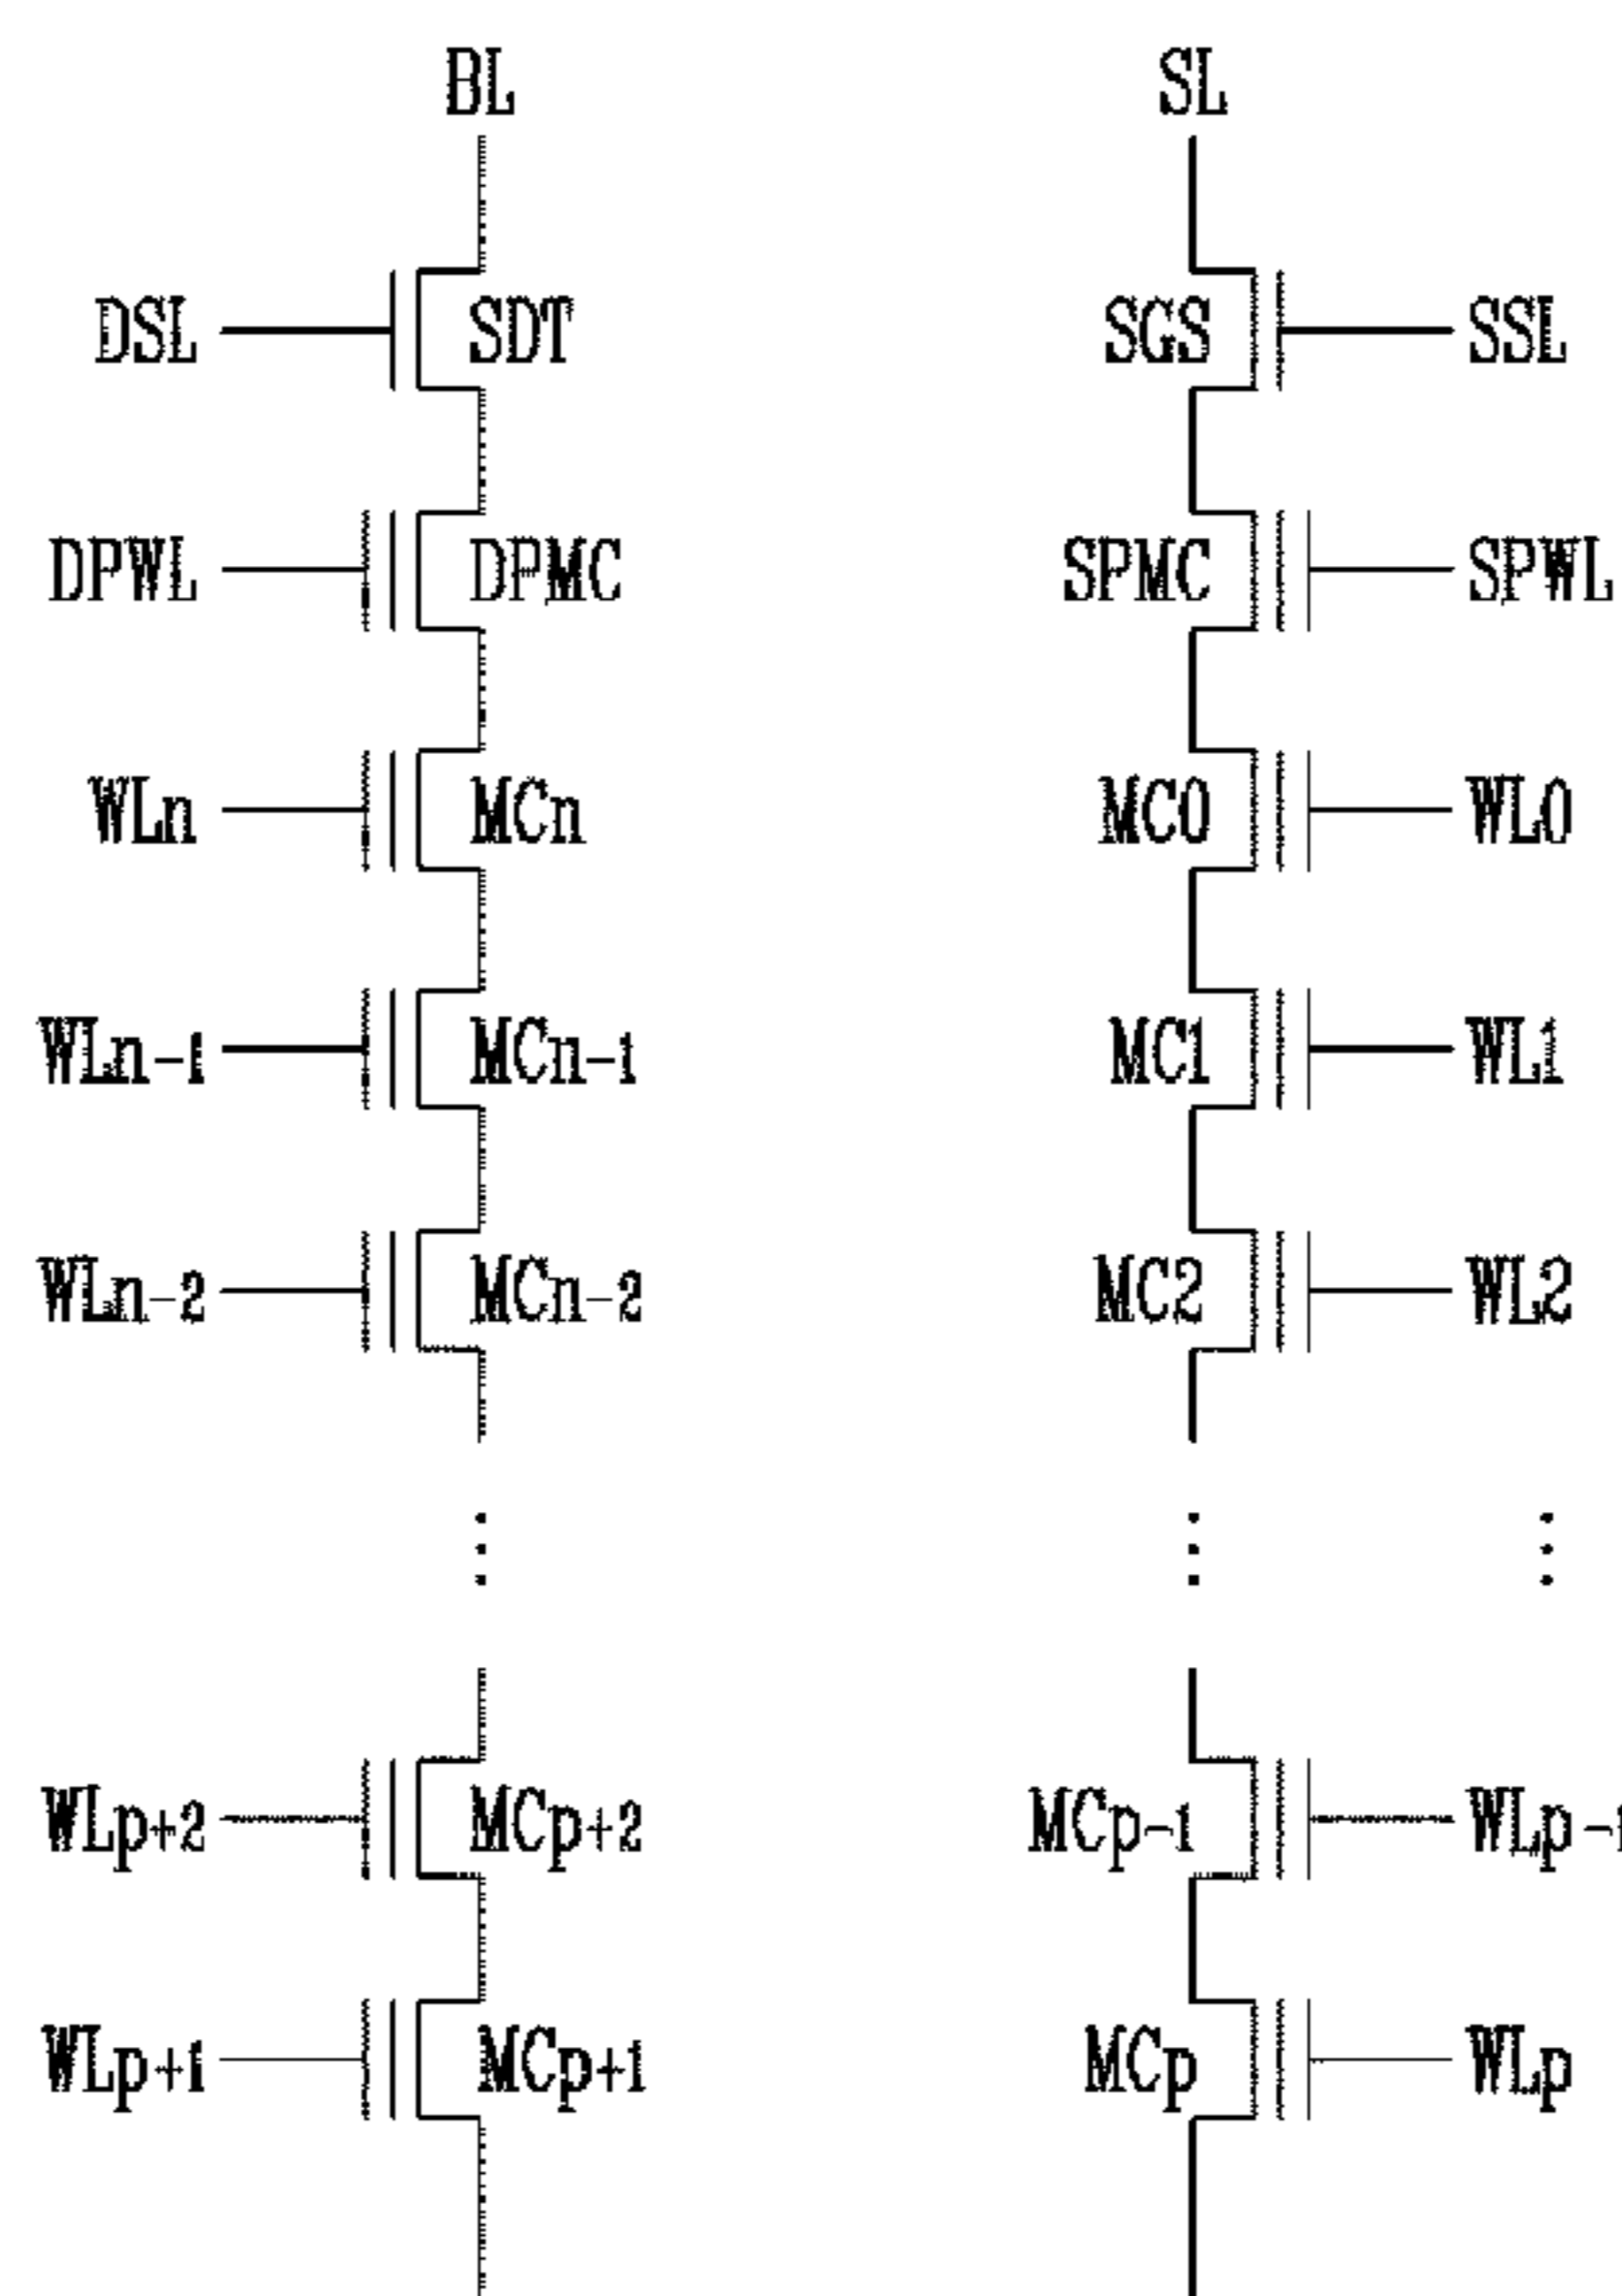 BL SL
DSL SDT SGS SSL
DPWL DPMC SPMC SPWL
WLn MCn MC0 WL0
WLn-1 MCn-1 MC1 WL1
WLn-2 MCn-2 MC2 WL2
WLp+2 MCp+2 MCp-1 WLp-1
WLp+1 MCp+1 MCp WLp